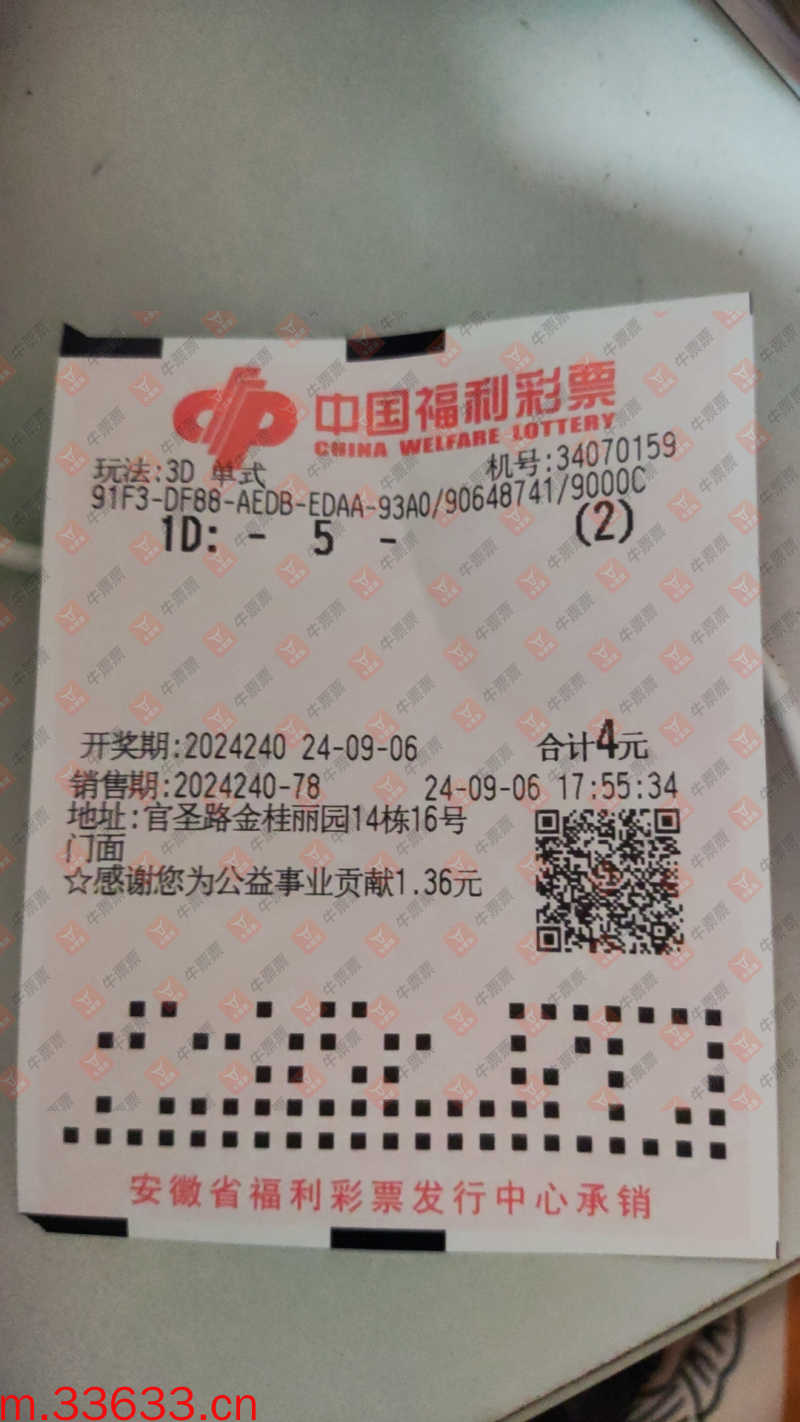 中国福利彩票
CHINA WELFARE LOTTERY
玩法:3D 单式 机号:34070159
91F3-DF88-AEDB-EDAA-93A0/90648741/9000C
1D: - 5 - (2)
开奖期:2024240 24-09-06 合计4元
销售期:2024240-78 24-09-06 17:55:34
地址:官圣路金桂丽园14栋16号
门面
☆感谢您为公益事业贡献1.36元
安徽省福利彩票发行中心承销
牛票票
m.33633.cn